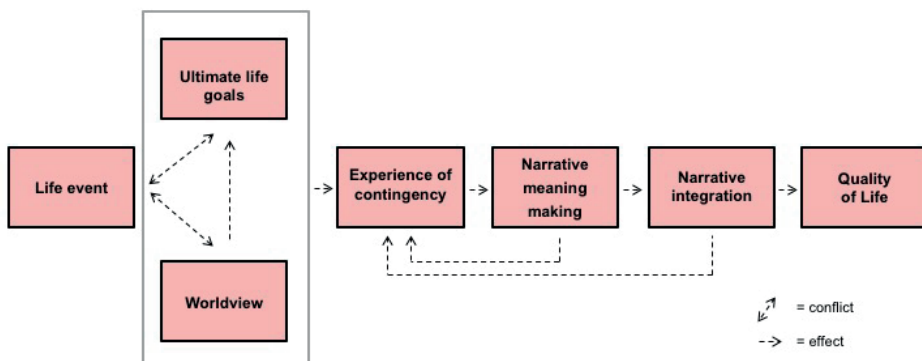 Ultimate life
goals
Life event
Worldview
Experience of
contingency
Narrative
meaning
making
Narrative
integration
Quality
of Life
= conflict
= effect